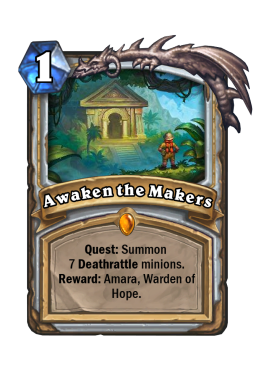 1
Awaken the Makers
Quest: Summon
7 Deathrattle minions.
Reward: Amara, Warden of
Hope.